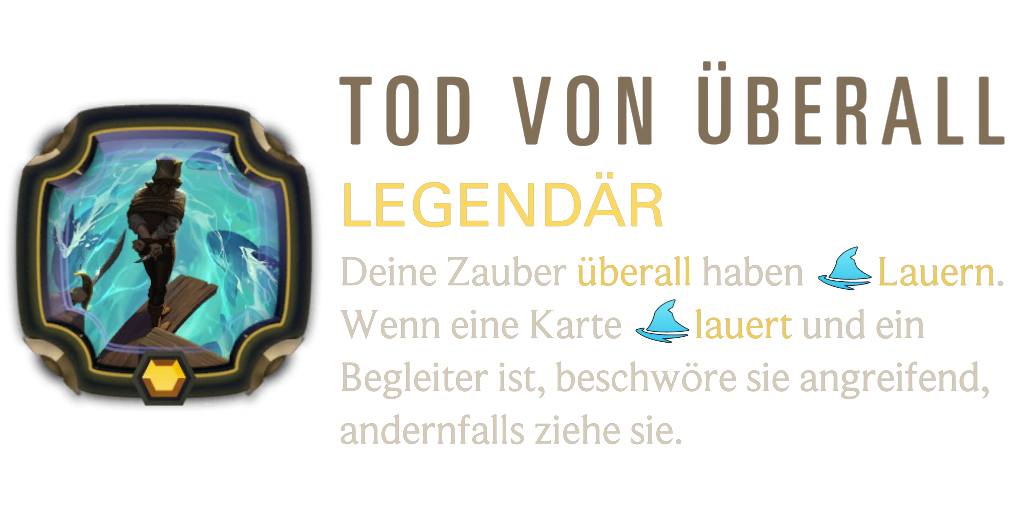 TOD VON ÜBERALL
LEGENDÄR
Deine Zauber überall haben Lauern.
Wenn eine Karte lauert und ein
Begleiter ist, beschwöre sie angreifend,
andernfalls ziehe sie.